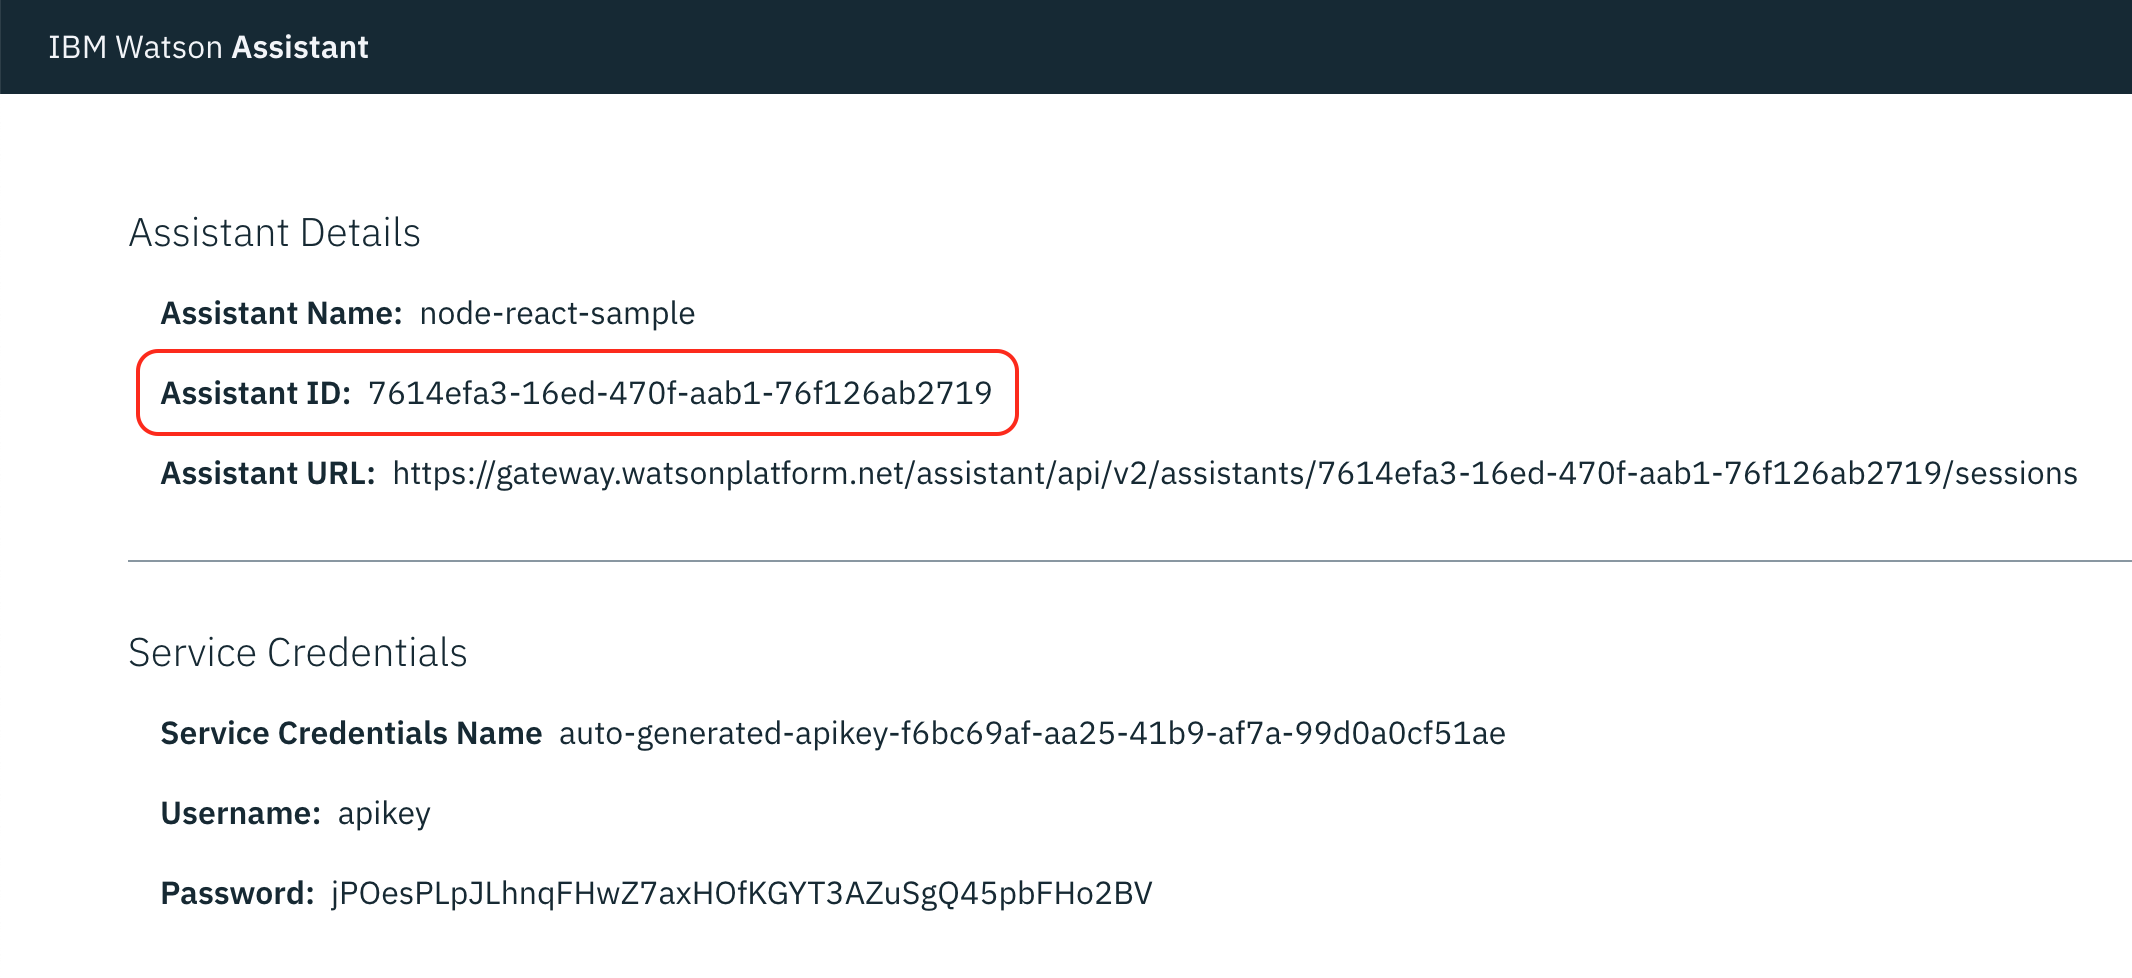 IBM Watson Assistant
Assistant Details
Assistant Name: node-react-sample
Assistant ID: 7614efa3-16ed-470f-aab1-76f126ab2719
Assistant URL: https://gateway.watsonplatform.net/assistant/api/v2/assistants/7614efa3-16ed-470f-aab1-76f126ab2719/sessions
Service Credentials
Service Credentials Name auto-generated-apikey-f6bc69af-aa25-41b9-af7a-99d0a0cf51ae
Username: apikey
Password: jPOesPLpJLhnqFHwZ7axHOfKGYT3AZuSgQ45pbFHo2BV